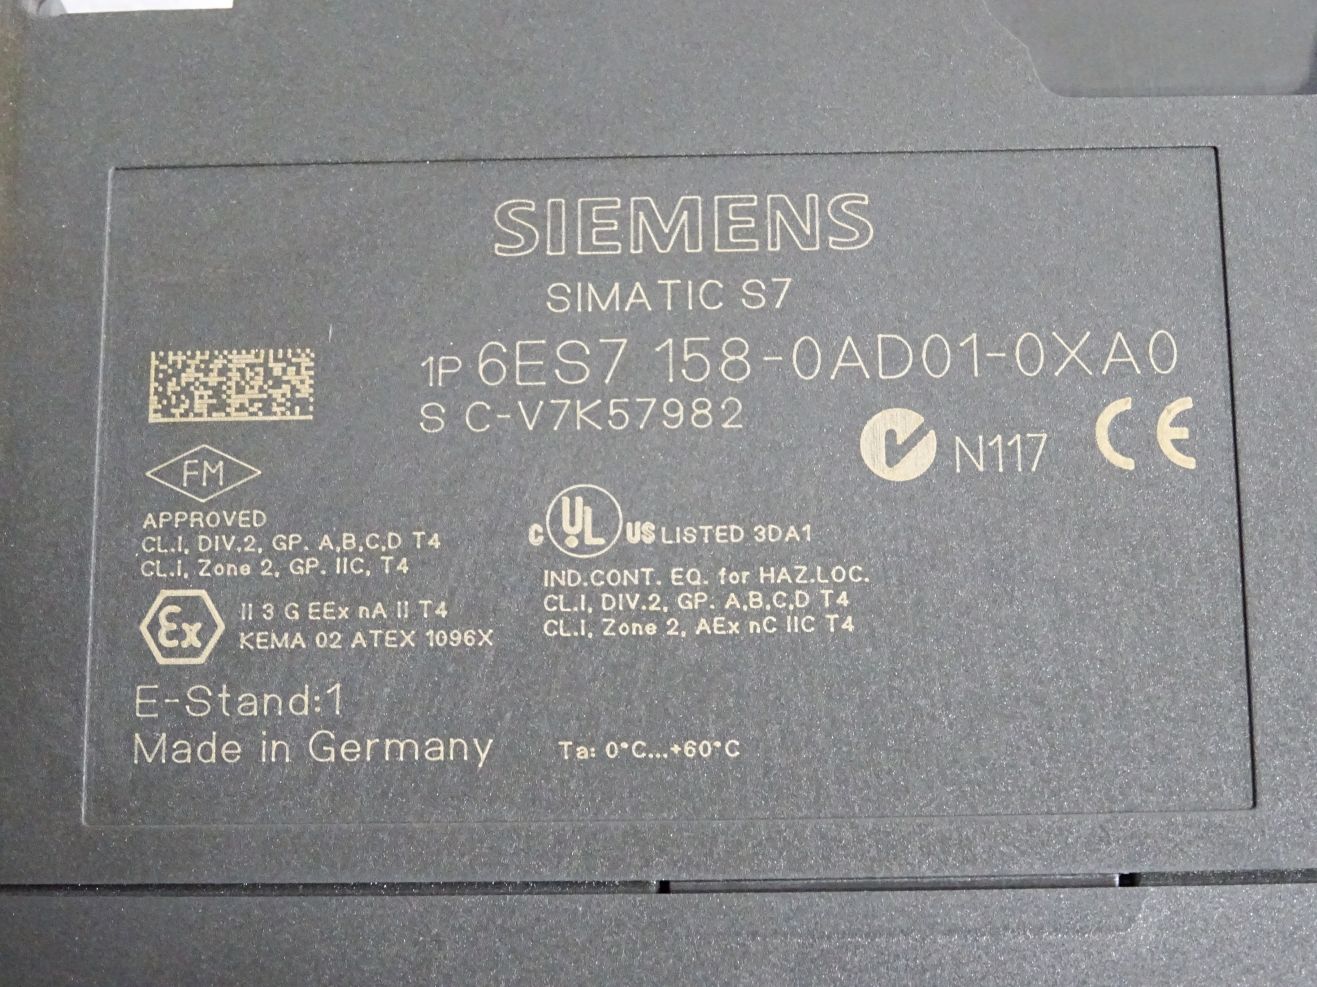 SIEMENS
SIMATIC S7
1P 6ES7 158-0AD01-0XA0
S C-V7K57982
N117 CE
FM
APPROVED
CL.I, DIV.2, GP. A,B,C,D T4
CL.I, Zone 2, GP. IIC, T4
C UL US LISTED 3DA1
IND.CONT. EQ. for HAZ.LOC.
CL.I, DIV.2, GP. A,B,C,D T4
CL.I, Zone 2, AEx nC IIC T4
Ex II 3 G EEx nA II T4
KEMA 02 ATEX 1096X
E-Stand:1
Made in Germany
Ta: 0°C...+60°C